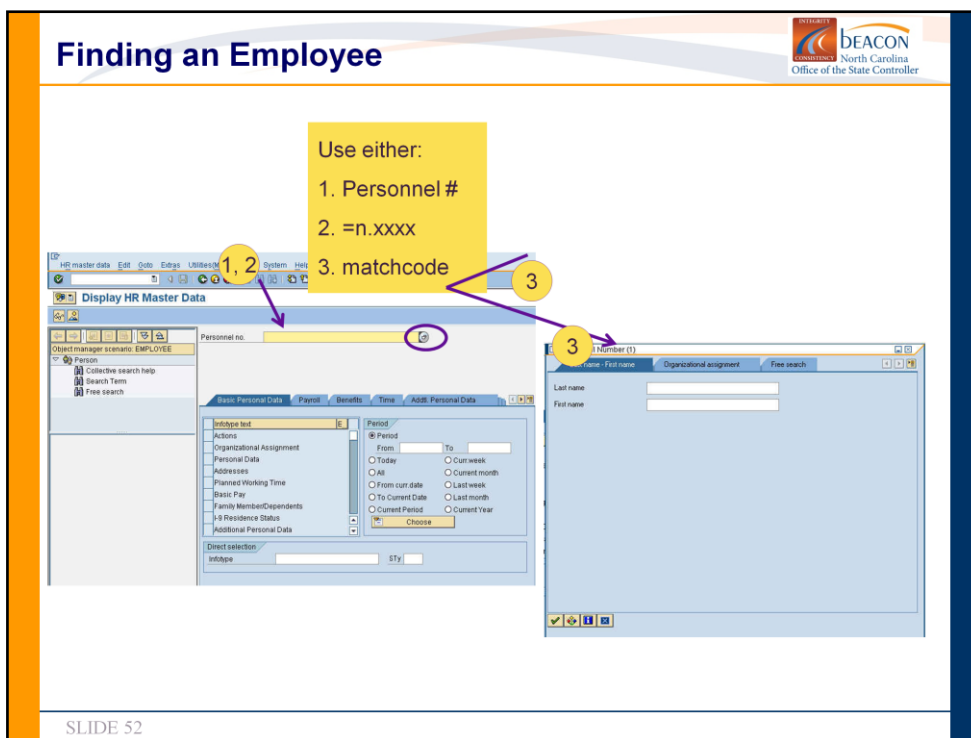 Finding an Employee
INTEGRITY
CONSISTENCY
BEACON
North Carolina
Office of the State Controller
Use either:
1. Personnel #
2. =n.xxxx
3. matchcode
1, 2
3
3
HR master data Edit Goto Extras System Help
Display HR Master Data
Object manager scenario: EMPLOYEE
Person
Collective search help
Search Term
Free search
Personnel no.
Basic Personal Data Payroll Benefits Time Addtl. Personal Data
Infotype text E
Actions
Organizational Assignment
Personal Data
Addresses
Planned Working Time
Basic Pay
Family Member/Dependents
I-9 Residence Status
Additional Personal Data
Period
Period
From To
Today Curr.week
All Current month
From curr.date Last week
To Current Date Last month
Current Period Current Year
Choose
Direct selection
Infotype STy
Number (1)
name - First name Organizational assignment Free search
Last name
First name
SLIDE 52